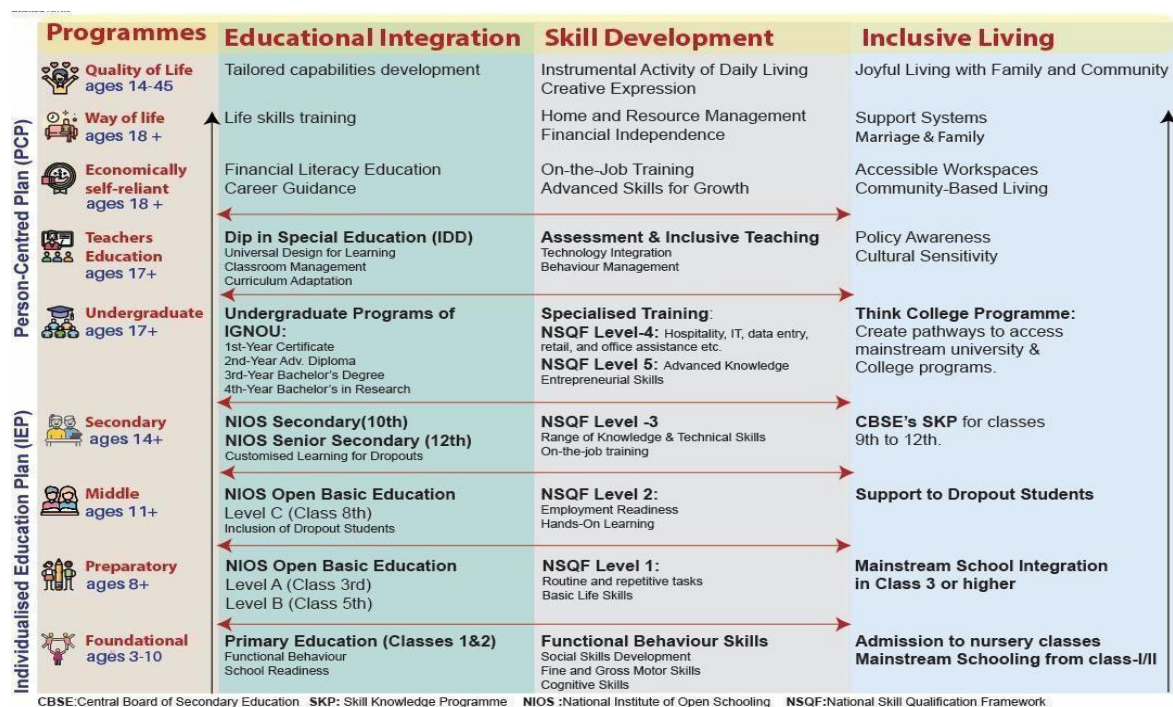 Programmes
Educational Integration
Skill Development
Inclusive Living
Person-Centred Plan (PCP)
Quality of Life
ages 14-45
Tailored capabilities development
Instrumental Activity of Daily Living
Creative Expression
Joyful Living with Family and Community
Way of life
ages 18 +
Life skills training
Home and Resource Management
Financial Independence
Support Systems
Marriage & Family
Economically
self-reliant
ages 18 +
Financial Literacy Education
Career Guidance
On-the-Job Training
Advanced Skills for Growth
Accessible Workspaces
Community-Based Living
Teachers
Education
ages 17+
Dip in Special Education (IDD)
Universal Design for Learning
Classroom Management
Curriculum Adaptation
Assessment & Inclusive Teaching
Technology Integration
Behaviour Management
Policy Awareness
Cultural Sensitivity
Undergraduate
ages 17+
Undergraduate Programs of
IGNOU:
1st-Year Certificate
2nd-Year Adv. Diploma
3rd-Year Bachelor's Degree
4th-Year Bachelor's in Research
Specialised Training:
NSQF Level-4: Hospitality, IT, data entry,
retail, and office assistance etc.
NSQF Level 5: Advanced Knowledge
Entrepreneurial Skills
Think College Programme:
Create pathways to access
mainstream university &
College programs.
Individualised Education Plan (IEP)
Secondary
ages 14+
NIOS Secondary(10th)
NIOS Senior Secondary (12th)
Customised Learning for Dropouts
NSQF Level -3
Range of Knowledge & Technical Skills
On-the-job training
CBSE's SKP for classes
9th to 12th.
Middle
ages 11+
NIOS Open Basic Education
Level C (Class 8th)
Inclusion of Dropout Students
NSQF Level 2:
Employment Readiness
Hands-On Learning
Support to Dropout Students
Preparatory
ages 8+
NIOS Open Basic Education
Level A (Class 3rd)
Level B (Class 5th)
NSQF Level 1:
Routine and repetitive tasks
Basic Life Skills
Mainstream School Integration
in Class 3 or higher
Foundational
ages 3-10
Primary Education (Classes 1&2)
Functional Behaviour
School Readiness
Functional Behaviour Skills
Social Skills Development
Fine and Gross Motor Skills
Cognitive Skills
Admission to nursery classes
Mainstream Schooling from class-I/II
CBSE:Central Board of Secondary Education SKP: Skill Knowledge Programme NIOS :National Institute of Open Schooling NSQF:National Skill Qualification Framework